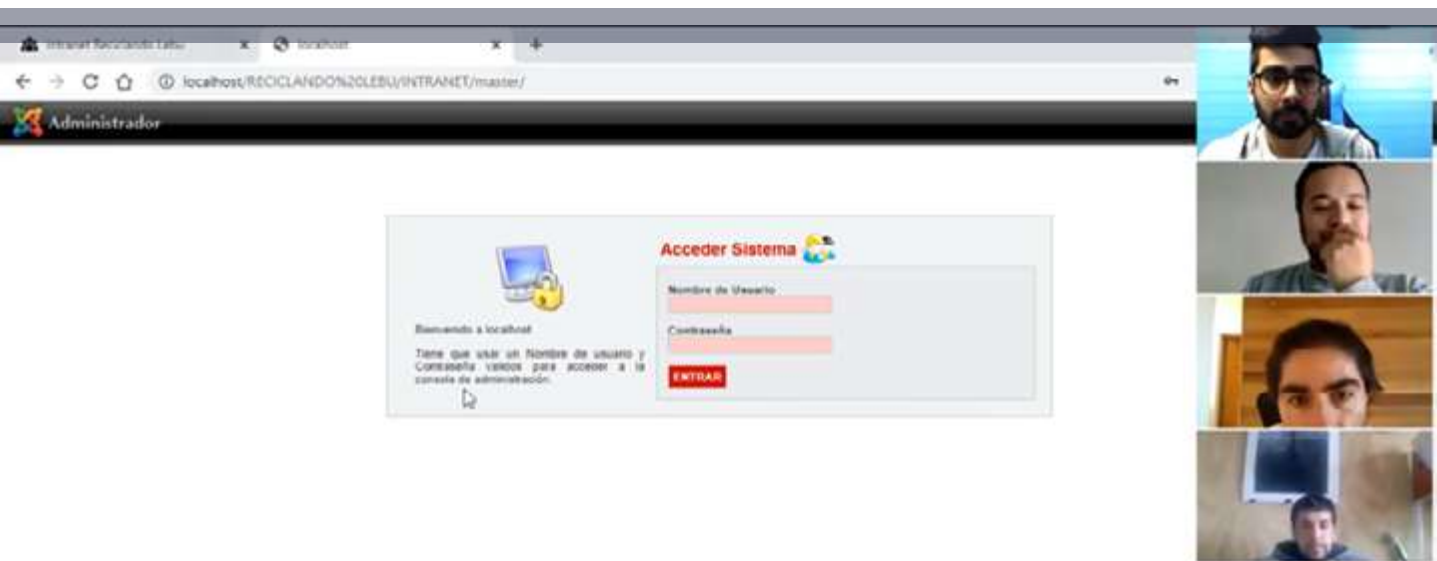 Intranet Reciclando Lebu
localhost
localhost/RECICLANDO%20LEBU/INTRANET/master/
Administrador
Acceder Sistema
Nombre de Usuario
Contraseña
ENTRAR
Bienvenido a localhost
Tiene que usar un Nombre de usuario y
Contraseña validos para acceder a la
consola de administración.